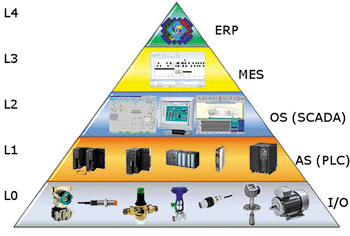 L4
ERP
L3
MES
L2
OS (SCADA)
L1
AS (PLC)
L0
I/O